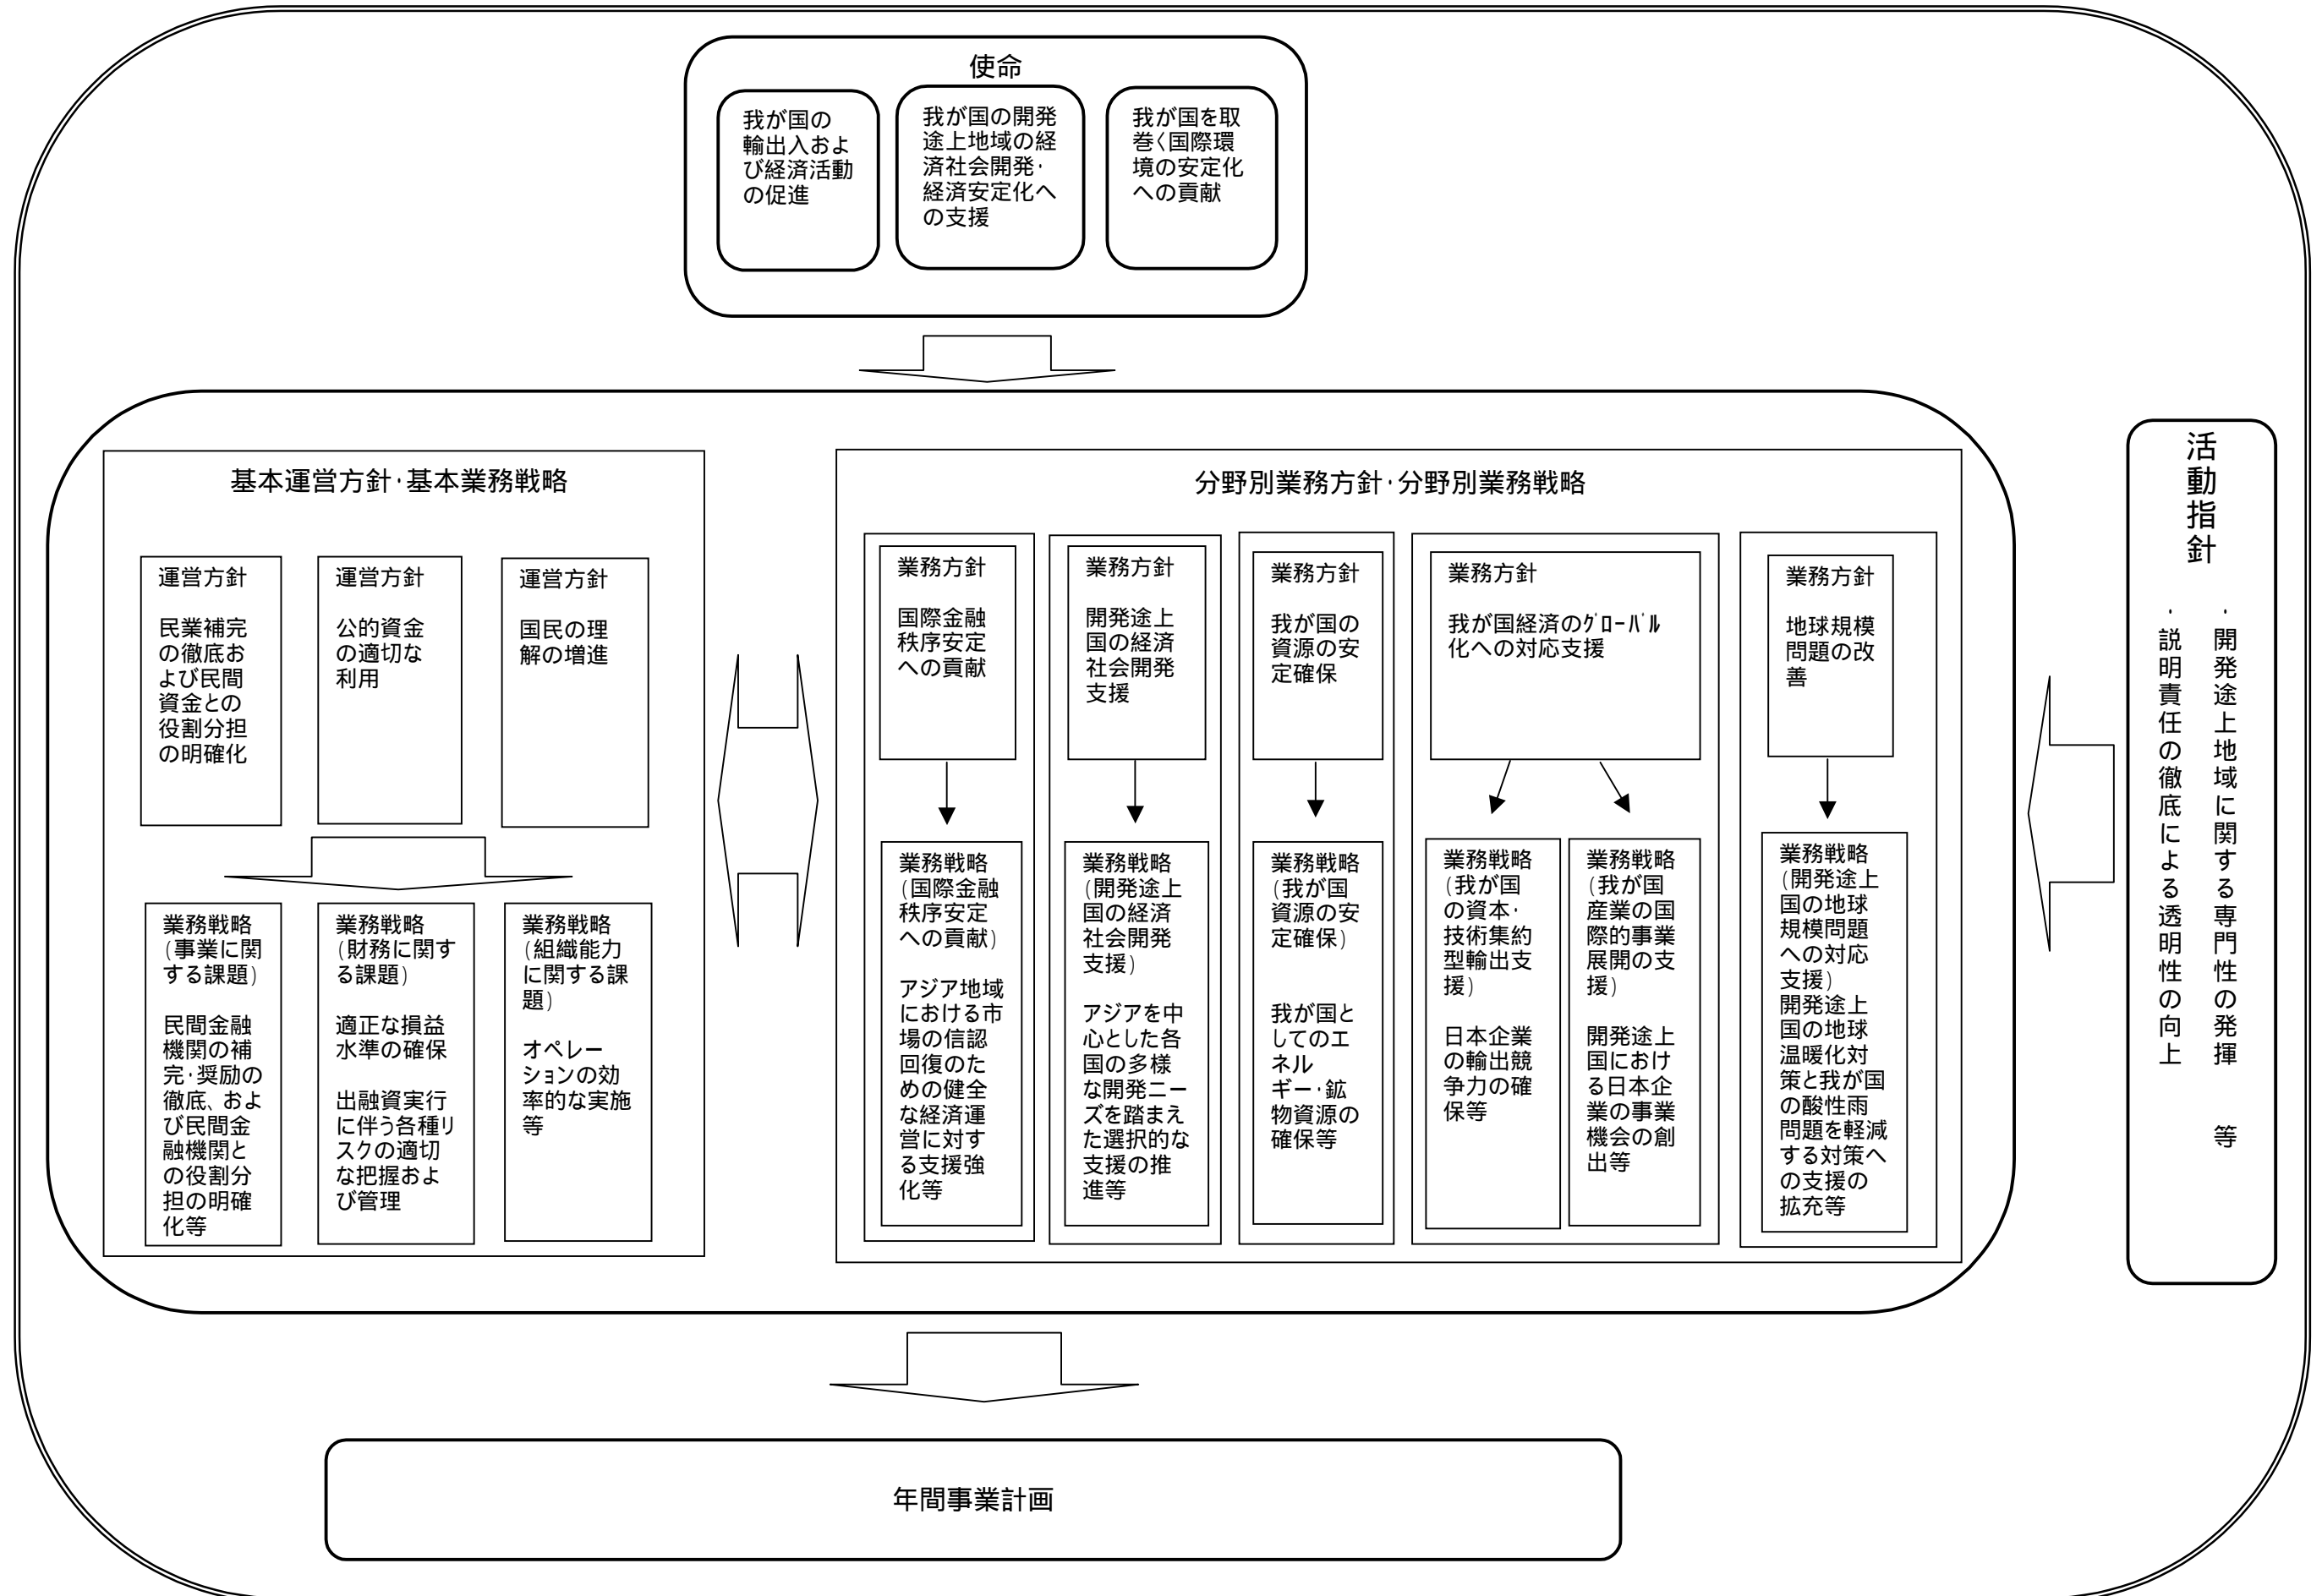 使命
我が国の
輸出入およ
び経済活動
の促進
我が国の開発
途上地域の経
済社会開発・
経済安定化へ
の支援
我が国を取
巻く国際環
境の安定化
への貢献
基本運営方針・基本業務戦略
運営方針
民業補完
の徹底お
よび民間
資金との
役割分担
の明確化
運営方針
公的資金
の適切な
利用
運営方針
国民の理
解の増進
業務戦略
(事業に関
する課題)
民間金融
機関の補
完・奨励の
徹底、およ
び民間金
融機関と
の役割分
担の明確
化等
業務戦略
(財務に関す
る課題)
適正な損益
水準の確保
出融資実行
に伴う各種リ
スクの適切
な把握およ
び管理
業務戦略
(組織能力
に関する課
題)
オペレー
ションの効
率的な実施
等
分野別業務方針・分野別業務戦略
業務方針
国際金融
秩序安定
への貢献
業務戦略
(国際金融
秩序安定
への貢献)
アジア地域
における市
場の信認
回復のた
めの健全
な経済運
営に対す
る支援強
化等
業務方針
開発途上
国の経済
社会開発
支援
業務戦略
(開発途上
国の経済
社会開発
支援)
アジアを中
心とした各
国の多様
な開発ニー
ズを踏まえ
た選択的な
支援の推
進等
業務方針
我が国の
資源の安
定確保
業務戦略
(我が国
資源の安
定確保)
我が国と
してのエ
ネル
ギー・鉱
物資源の
確保等
業務方針
我が国経済のｸﾞﾛｰﾊﾞﾙ
化への対応支援
業務戦略
(我が国
の資本・
技術集約
型輸出支
援)
日本企業
の輸出競
争力の確
保等
業務戦略
(我が国
産業の国
際的事業
展開の支
援)
開発途上
国におけ
る日本企
業の事業
機会の創
出等
業務方針
地球規模
問題の改
善
業務戦略
(開発途上
国の地球
規模問題
への対応
支援)
開発途上
国の地球
温暖化対
策と我が国
の酸性雨
問題を軽減
する対策へ
の支援の
拡充等
活動指針
・開発途上地域に関する専門性の発揮　等
・説明責任の徹底による透明性の向上
年間事業計画